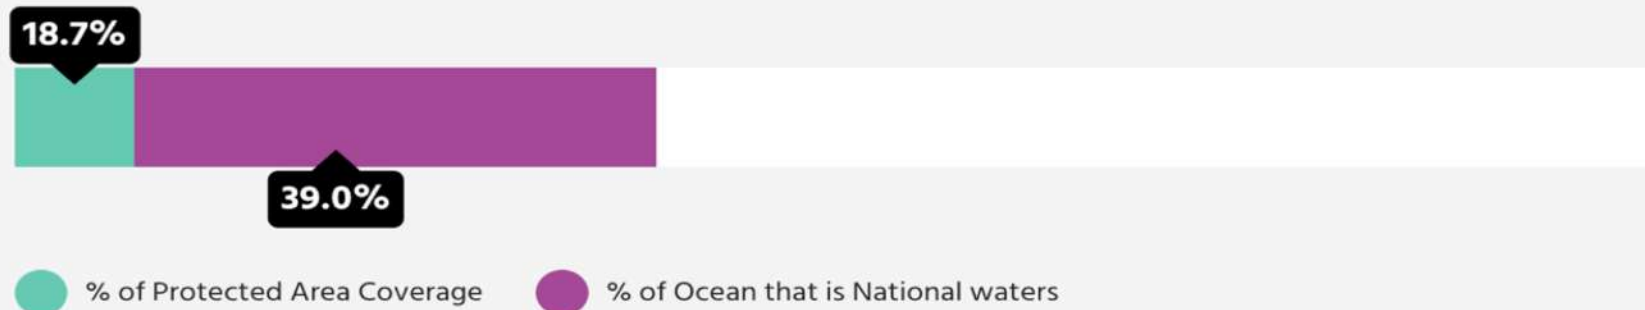 18.7%
39.0%
% of Protected Area Coverage
% of Ocean that is National waters